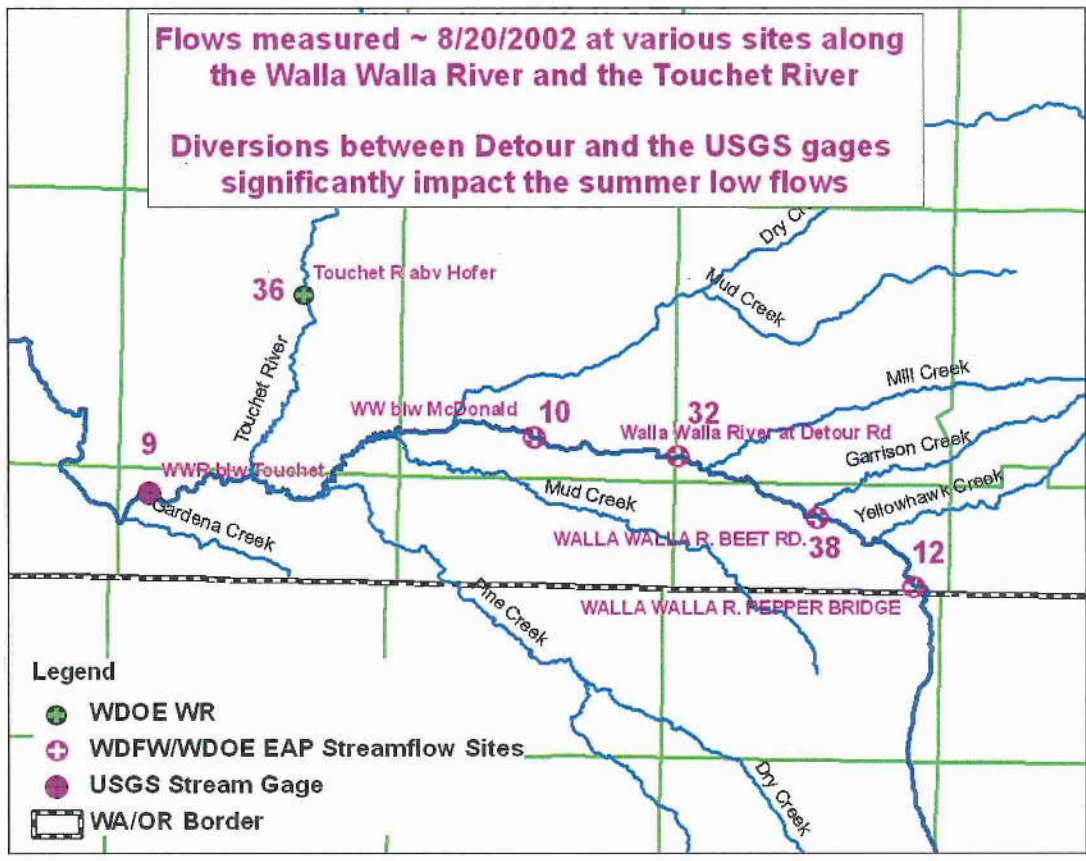 Flows measured ~ 8/20/2002 at various sites along
the Walla Walla River and the Touchet River
Diversions between Detour and the USGS gages
significantly impact the summer low flows
Dry Cre
Mud Creek
36
Touchet R abv Hofer
Touchet River
Mill Creek
WW blw McDonald
10
32
Walla Walla River at Detour Rd
Garrison Creek
9
WWR blw Touchet
Yellowhawk Creek
Gardena Creek
Mud Creek
WALLA WALLA R. BEET RD.
38
12
WALLA WALLA R. PEPPER BRIDGE
Pine Creek
Dry Creek
Legend
WDOE WR
WDFW/WDOE EAP Streamflow Sites
USGS Stream Gage
WA/OR Border